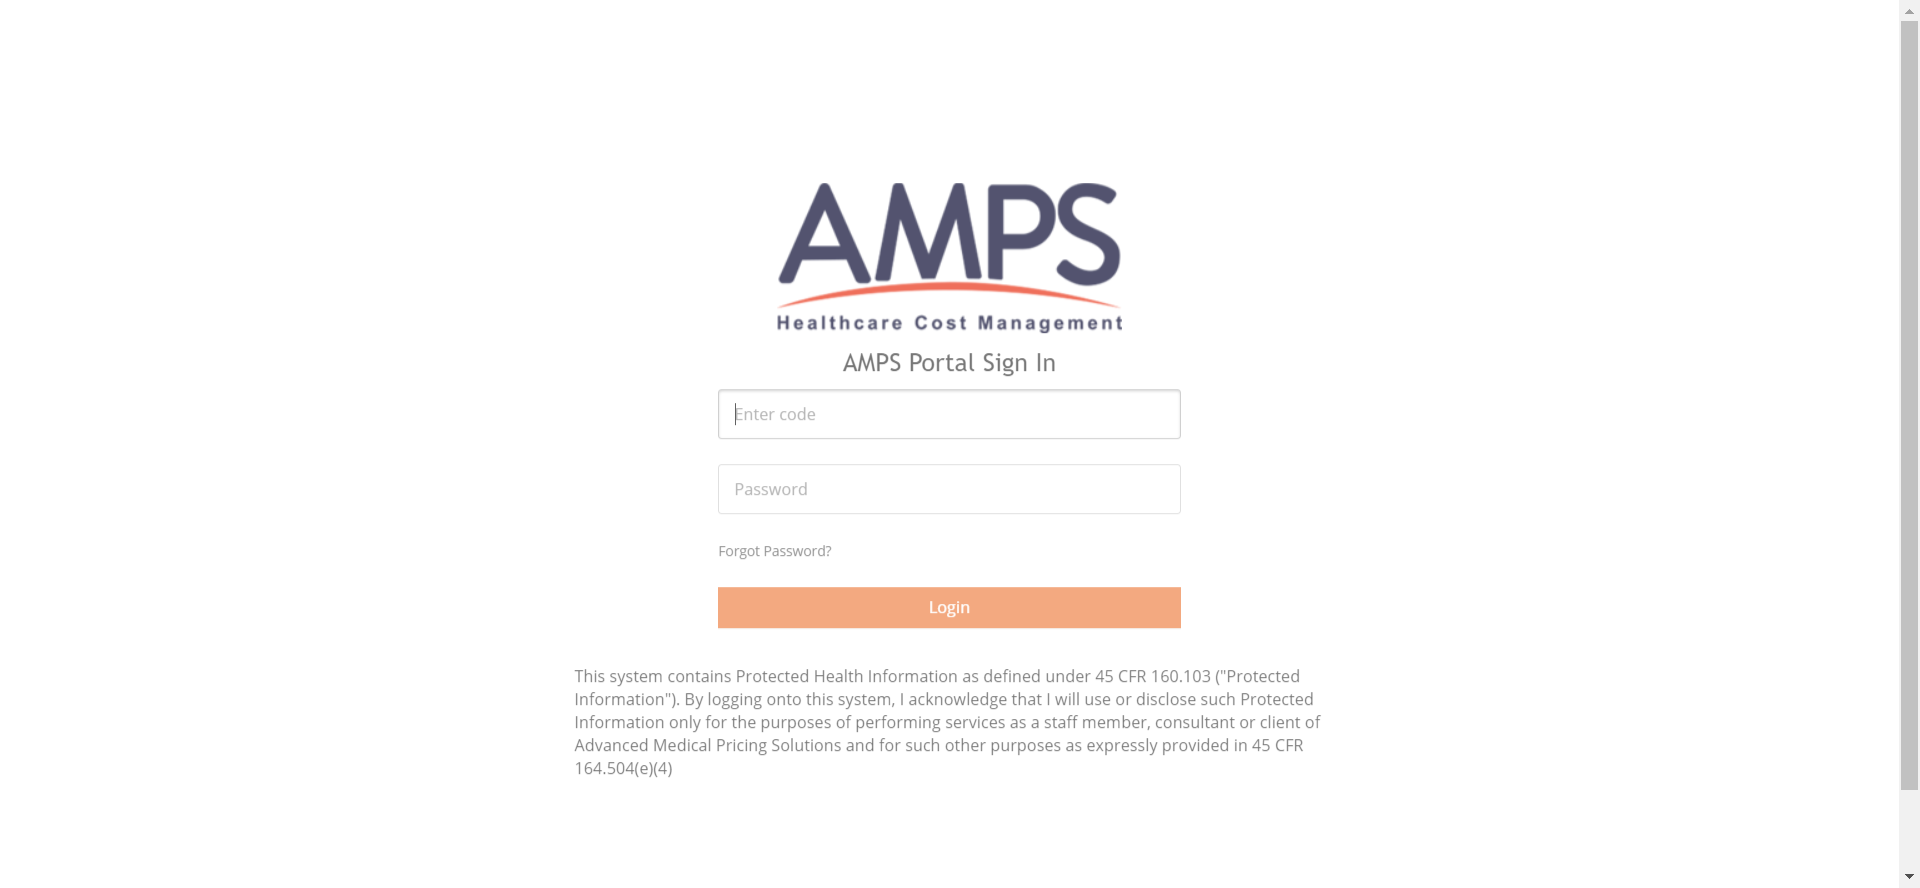 AMPS
Healthcare Cost Management
AMPS Portal Sign In
Enter code
Password
Forgot Password?
Login
This system contains Protected Health Information as defined under 45 CFR 160.103 ("Protected
Information"). By logging onto this system, I acknowledge that I will use or disclose such Protected
Information only for the purposes of performing services as a staff member, consultant or client of
Advanced Medical Pricing Solutions and for such other purposes as expressly provided in 45 CFR
164.504(e)(4)